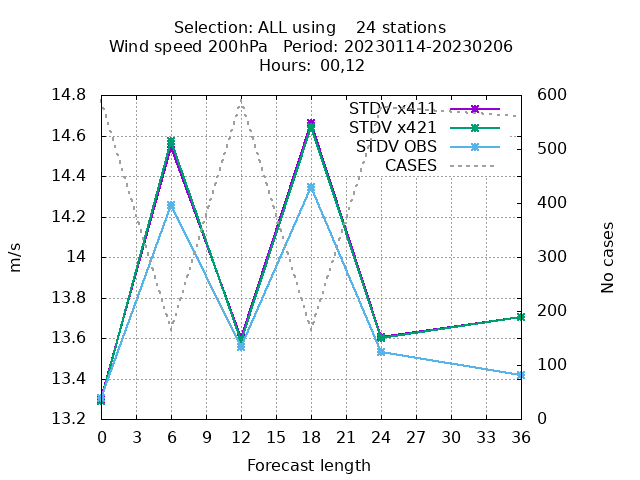 Selection: ALL using    24 stations
Wind speed 200hPa   Period: 20230114-20230206
Hours:  00,12
14.8
14.6
14.4
14.2
14
13.8
13.6
13.4
13.2
m/s
STDV x411
STDV x421
STDV OBS
CASES
600
500
400
300
200
100
0
No cases
0 3 6 9 12 15 18 21 24 27 30 33 36
Forecast length